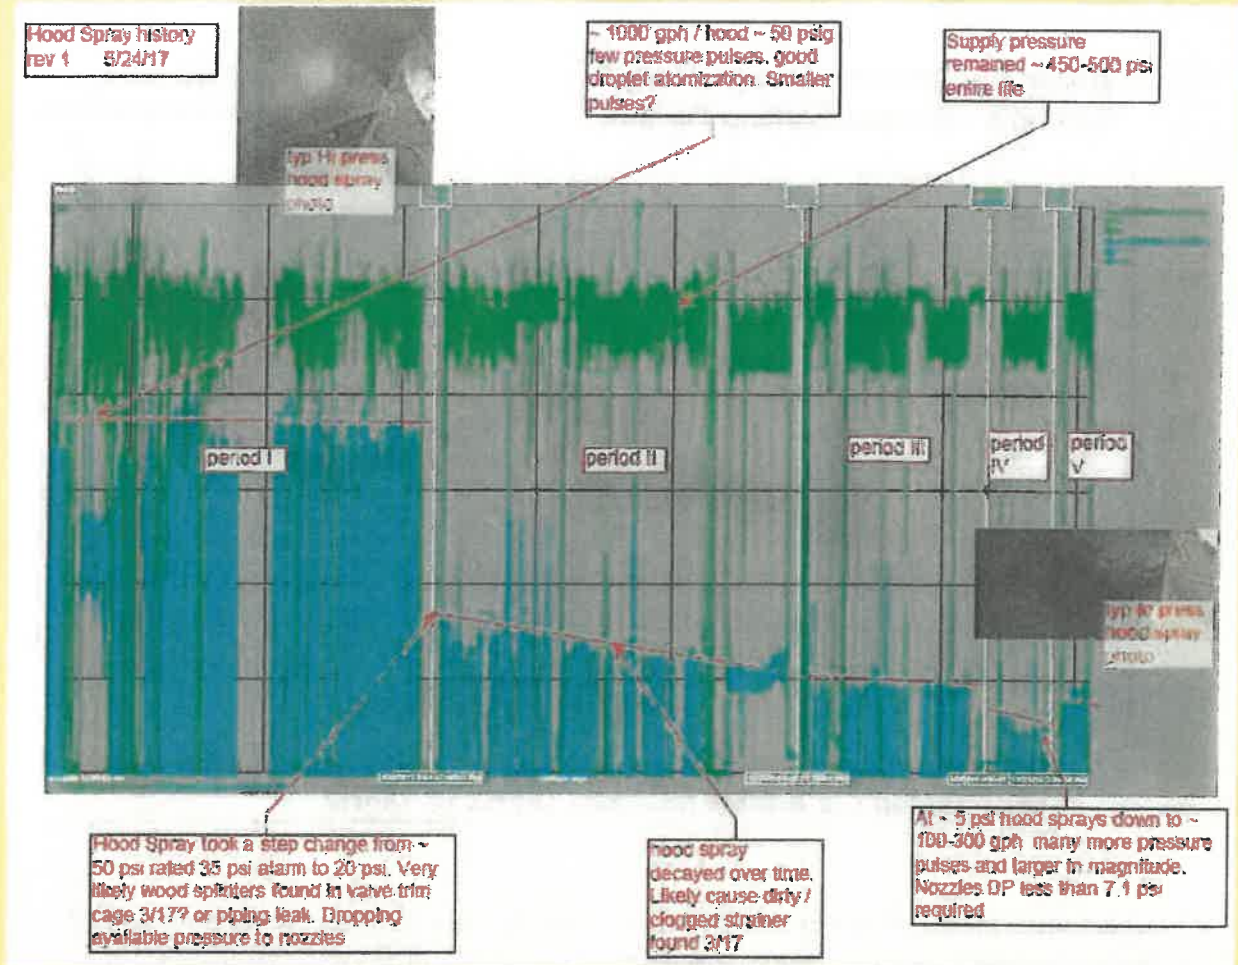 Hood Spray history
rev 1 5/24/17
~ 1000 gph / hood ~ 50 psig
few pressure pulses, good
droplet atomization. Smaller
pulses?
Supply pressure
remained ~450-500 psi
entire life
typ Hi press
hood spray
photo
period I
period II
period III
period
IV
period
V
typ lo press
hood spray
photo
Hood Spray took a step change from ~
50 psi rated 35 psi alarm to 20 psi. Very
likely wood splinters found in valve trim
cage 3/17? or piping leak. Dropping
available pressure to nozzles
hood spray
decayed over time.
Likely cause dirty /
clogged strainer
found 3/17
At ~ 5 psi hood sprays down to ~
100-300 gph many more pressure
pulses and larger in magnitude.
Nozzles DP less than 7.1 psi
required